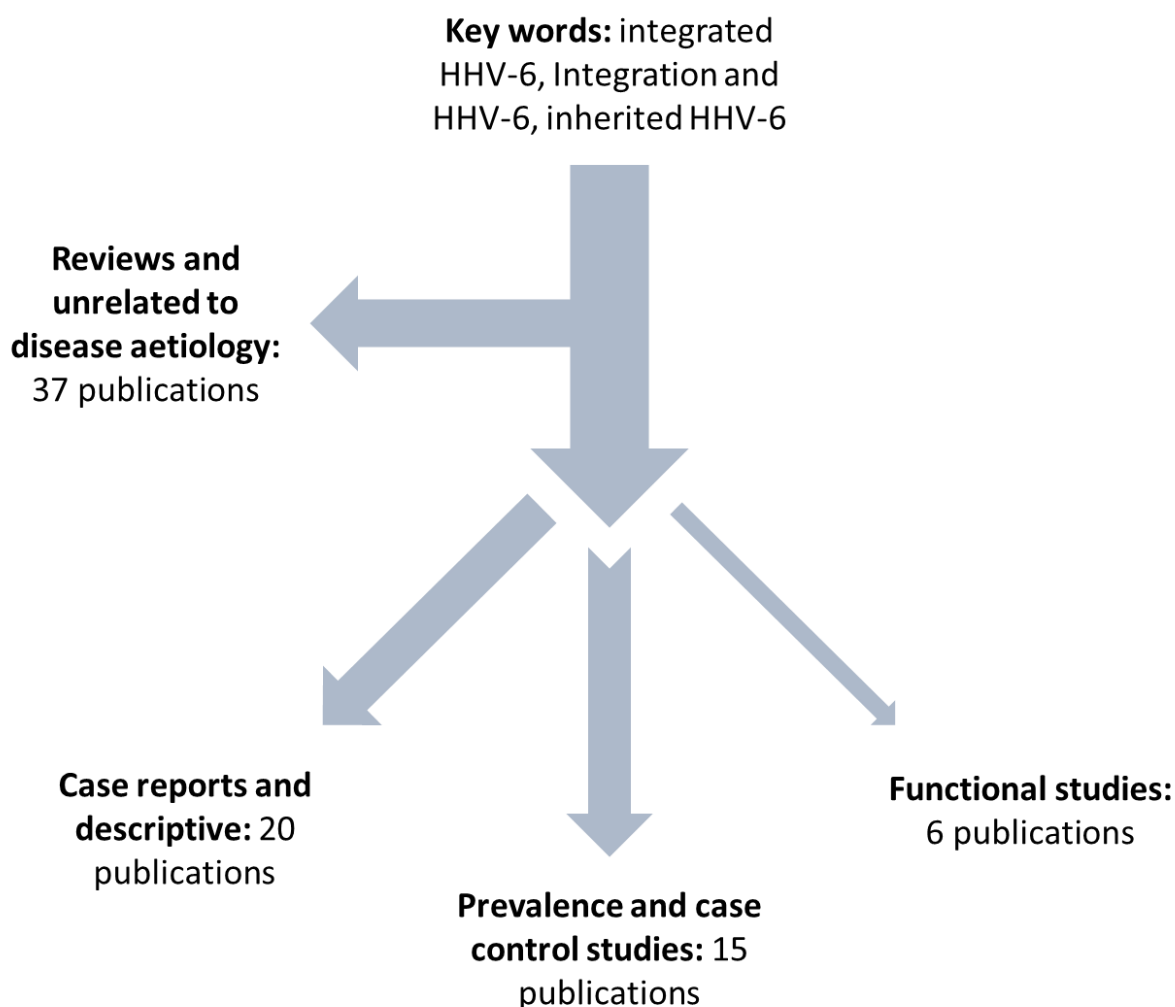 Key words: integrated
HHV-6, Integration and
HHV-6, inherited HHV-6
Reviews and
unrelated to
disease aetiology:
37 publications
Case reports and
descriptive: 20
publications
Prevalence and case
control studies: 15
publications
Functional studies:
6 publications